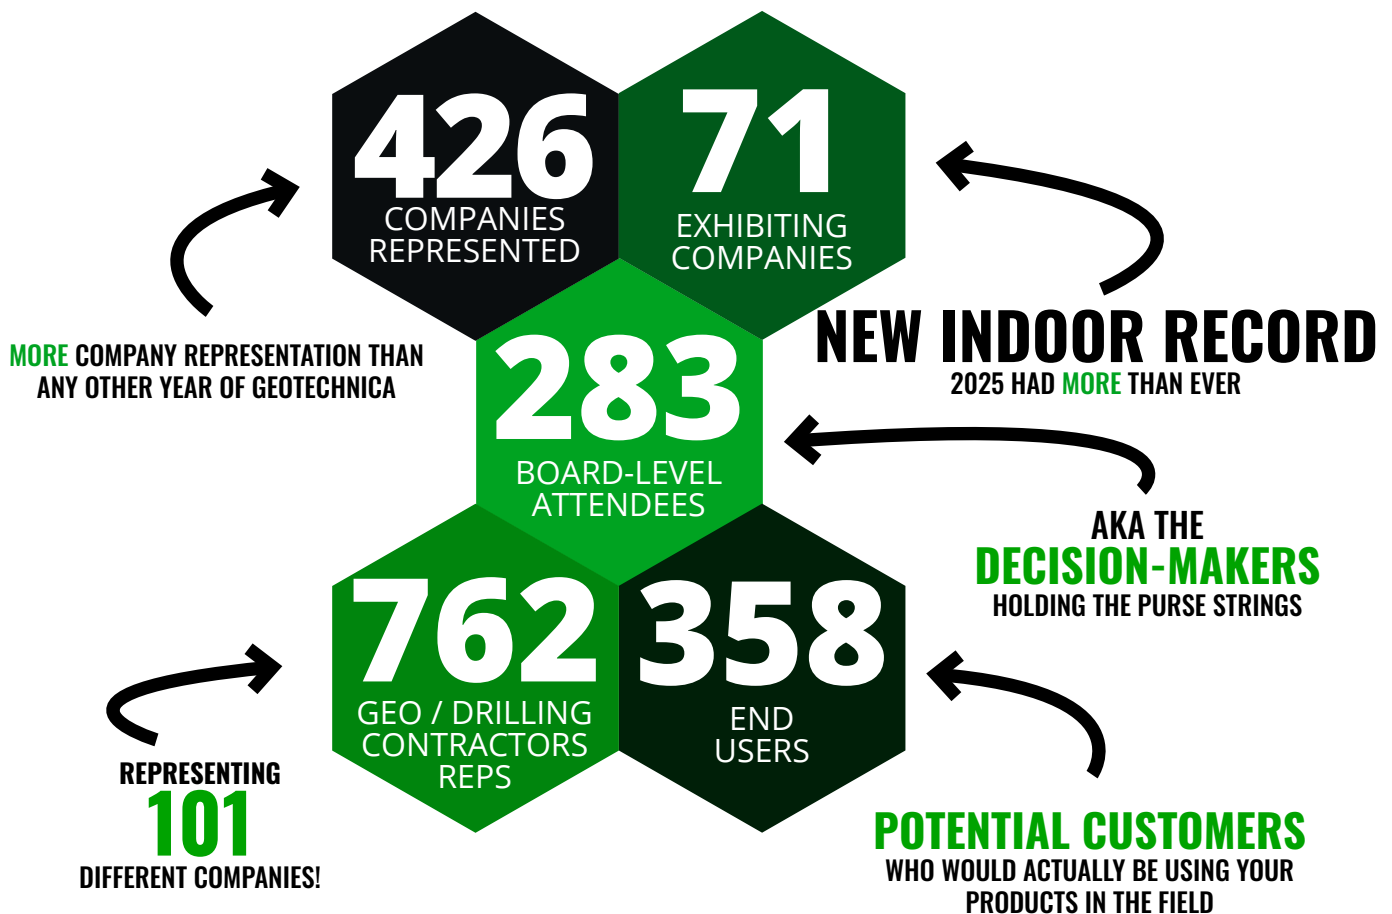 426
COMPANIES
REPRESENTED
71
EXHIBITING
COMPANIES
MORE COMPANY REPRESENTATION THAN
ANY OTHER YEAR OF GEOTECHNICA
NEW INDOOR RECORD
2025 HAD MORE THAN EVER
283
BOARD-LEVEL
ATTENDEES
AKA THE
DECISION-MAKERS
HOLDING THE PURSE STRINGS
762
GEO / DRILLING
CONTRACTORS
REPS
358
END
USERS
REPRESENTING
101
DIFFERENT COMPANIES!
POTENTIAL CUSTOMERS
WHO WOULD ACTUALLY BE USING YOUR
PRODUCTS IN THE FIELD